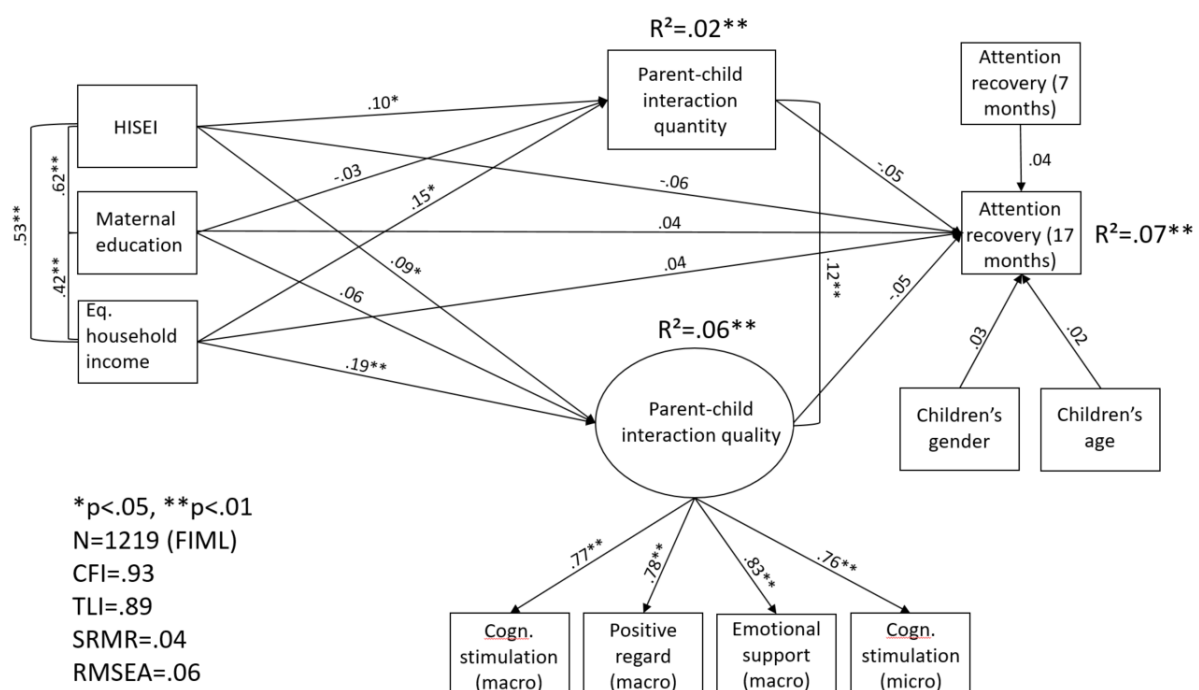 R²=.02**
Parent-child
interaction
quantity
Attention
recovery (7
months)
HISEI
.10*
.04
.62**
-.03
-.06
-.05
.53**
Maternal
education
.15*
.04
Attention
recovery (17
months)
R²=.07**
.42**
.09*
.04
.12**
.06
-.05
Eq.
household
income
R²=.06**
.19**
.03
.02
Parent-child
interaction quality
Children’s
gender
Children’s
age
*p<.05, **p<.01
N=1219 (FIML)
CFI=.93
TLI=.89
SRMR=.04
RMSEA=.06
.77**
.78**
.83**
.76**
Cogn.
stimulation
(macro)
Positive
regard
(macro)
Emotional
support
(macro)
Cogn.
stimulation
(micro)